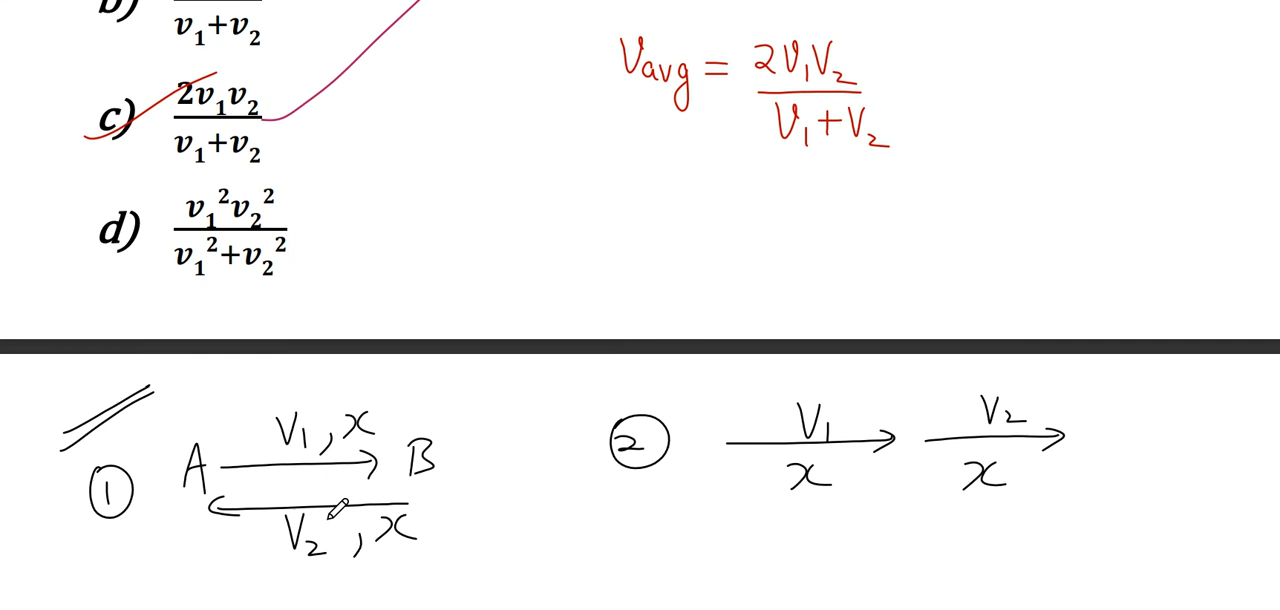 b)
v₁+v₂
c) 2v₁v₂
v₁+v₂
d) v₁²v₂²
v₁²+v₂²
Vavg = 2V₁V₂
V₁+V₂
① A V₁, x B
V₂, x
② V₁ V₂
x x